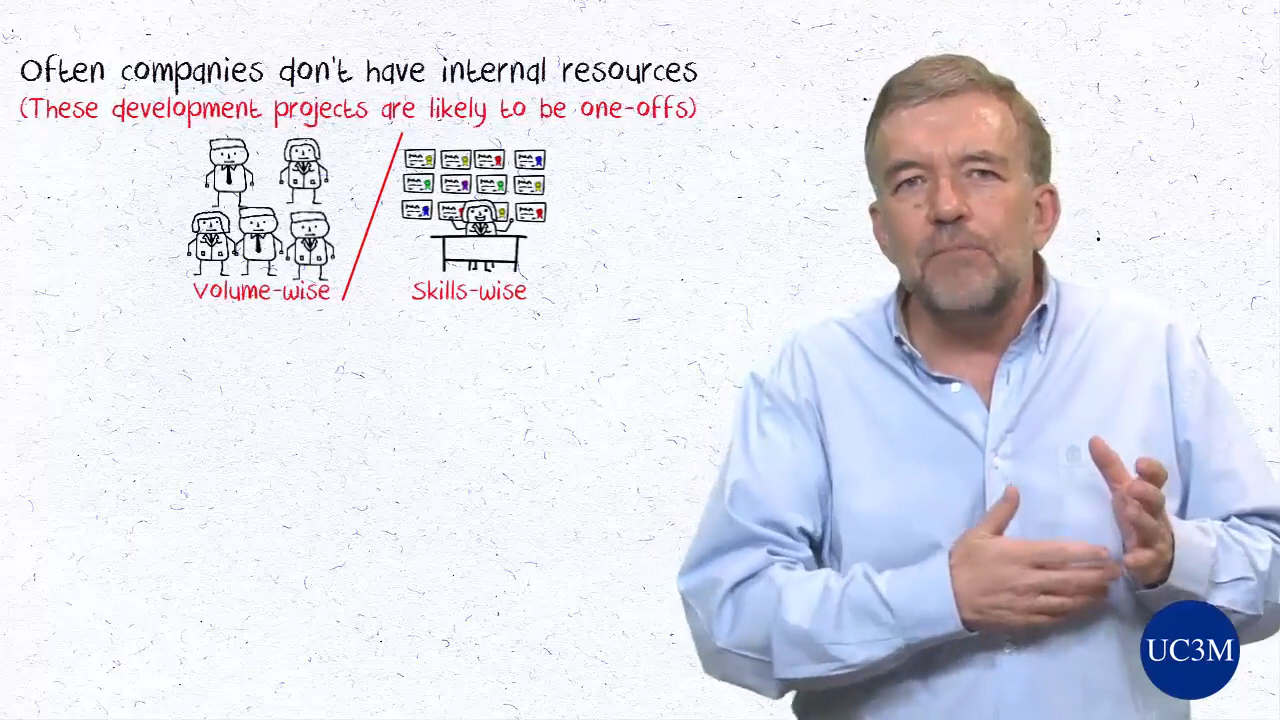 Often companies don't have internal resources
(These development projects are likely to be one-offs)
Volume-wise
Skills-wise
UC3M